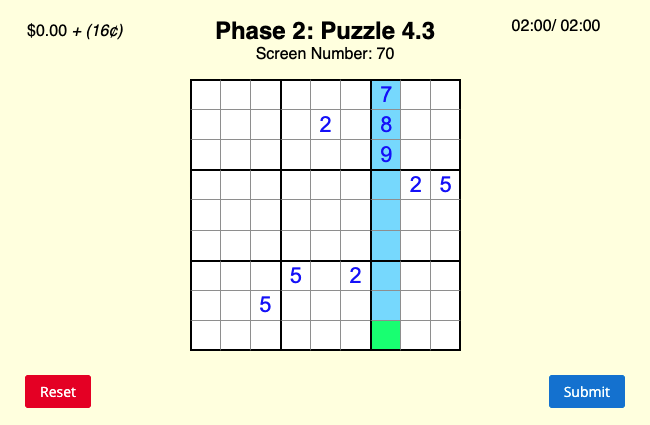 $0.00 + (16¢)
Phase 2: Puzzle 4.3
02:00/ 02:00
Screen Number: 70
7
2 8
9
2 5
5 2
5
Reset
Submit